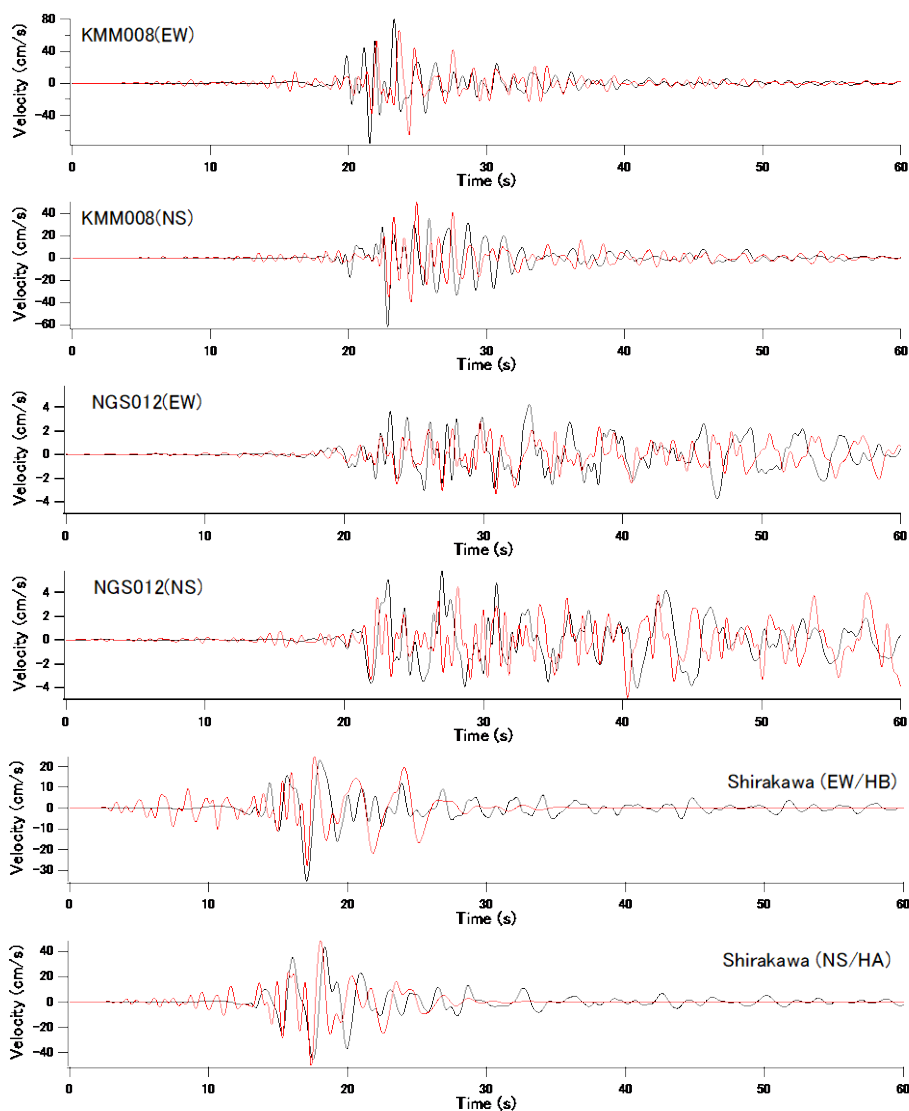 KMM008(EW)
Velocity (cm/s)
80
40
0
-40
0 10 20 30 40 50 60
Time (s)
KMM008(NS)
Velocity (cm/s)
40
20
0
-20
-40
-60
0 10 20 30 40 50 60
Time (s)
NGS012(EW)
Velocity (cm/s)
4
2
0
-2
-4
0 10 20 30 40 50 60
Time (s)
NGS012(NS)
Velocity (cm/s)
4
2
0
-2
-4
0 10 20 30 40 50 60
Time (s)
Shirakawa (EW/HB)
Velocity (cm/s)
20
10
0
-10
-20
-30
0 10 20 30 40 50 60
Time (s)
Shirakawa (NS/HA)
Velocity (cm/s)
40
20
0
-20
-40
0 10 20 30 40 50 60
Time (s)